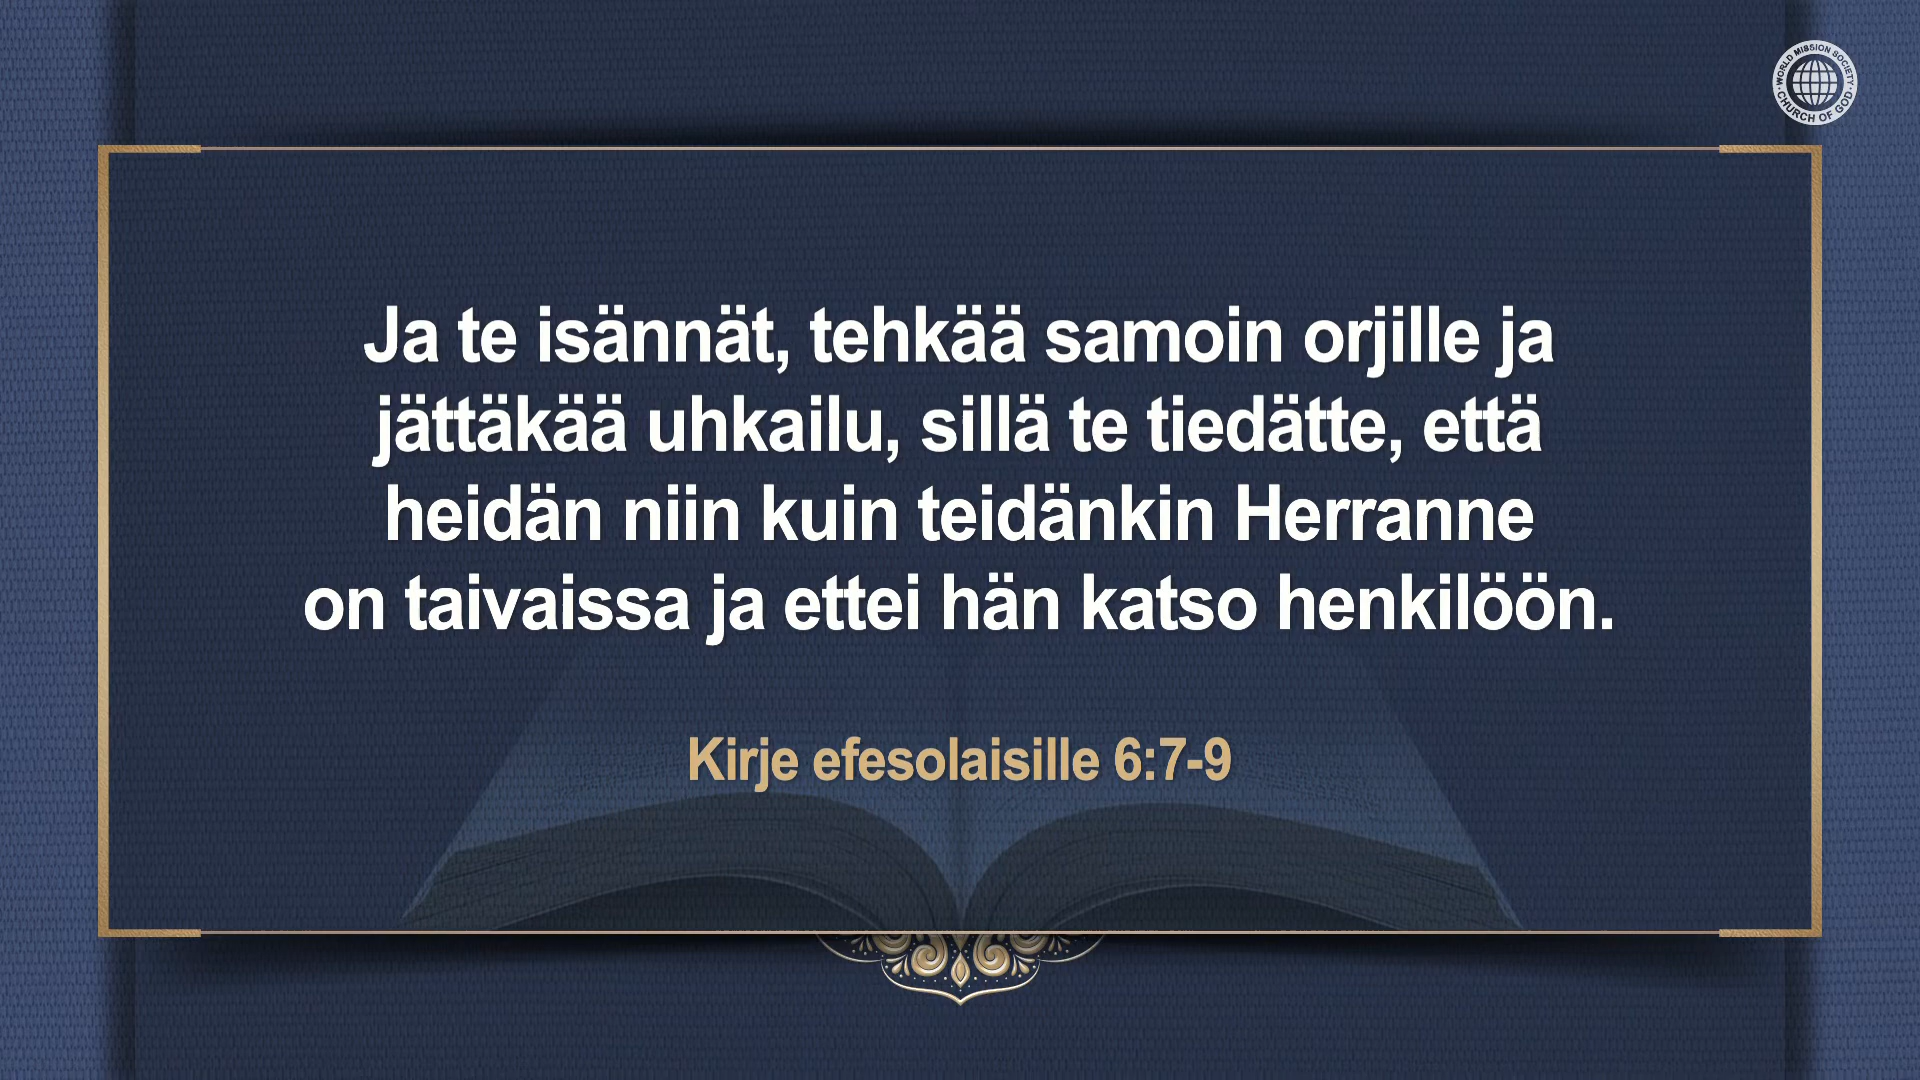 WORLD MISSION SOCIETY
CHURCH OF GOD
Ja te isännät, tehkää samoin orjille ja
jättäkää uhkailu, sillä te tiedätte, että
heidän niin kuin teidänkin Herranne
on taivaissa ja ettei hän katso henkilöön.
Kirje efesolaisille 6:7-9